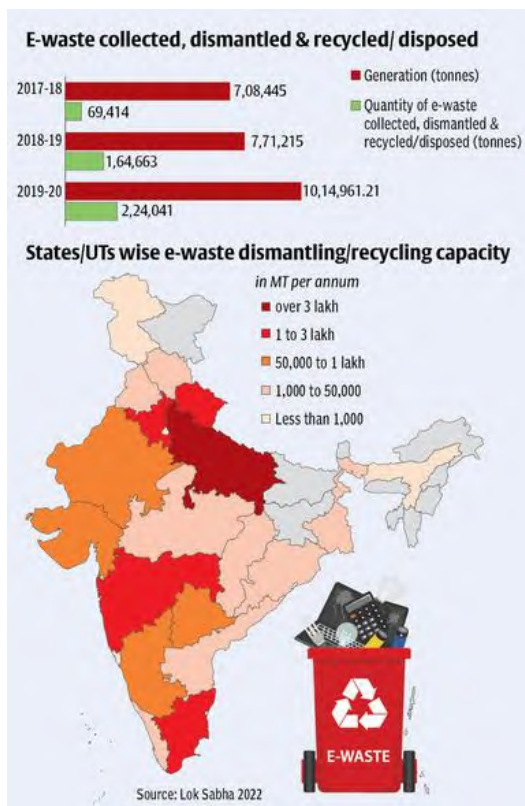 E-waste collected, dismantled & recycled/ disposed
2017-18
7,08,445
69,414
2018-19
7,71,215
1,64,663
2019-20
10,14,961.21
2,24,041
Generation (tonnes)
Quantity of e-waste
collected, dismantled &
recycled/disposed (tonnes)
States/UTs wise e-waste dismantling/recycling capacity
in MT per annum
over 3 lakh
1 to 3 lakh
50,000 to 1 lakh
1,000 to 50,000
Less than 1,000
E-WASTE
Source: Lok Sabha 2022